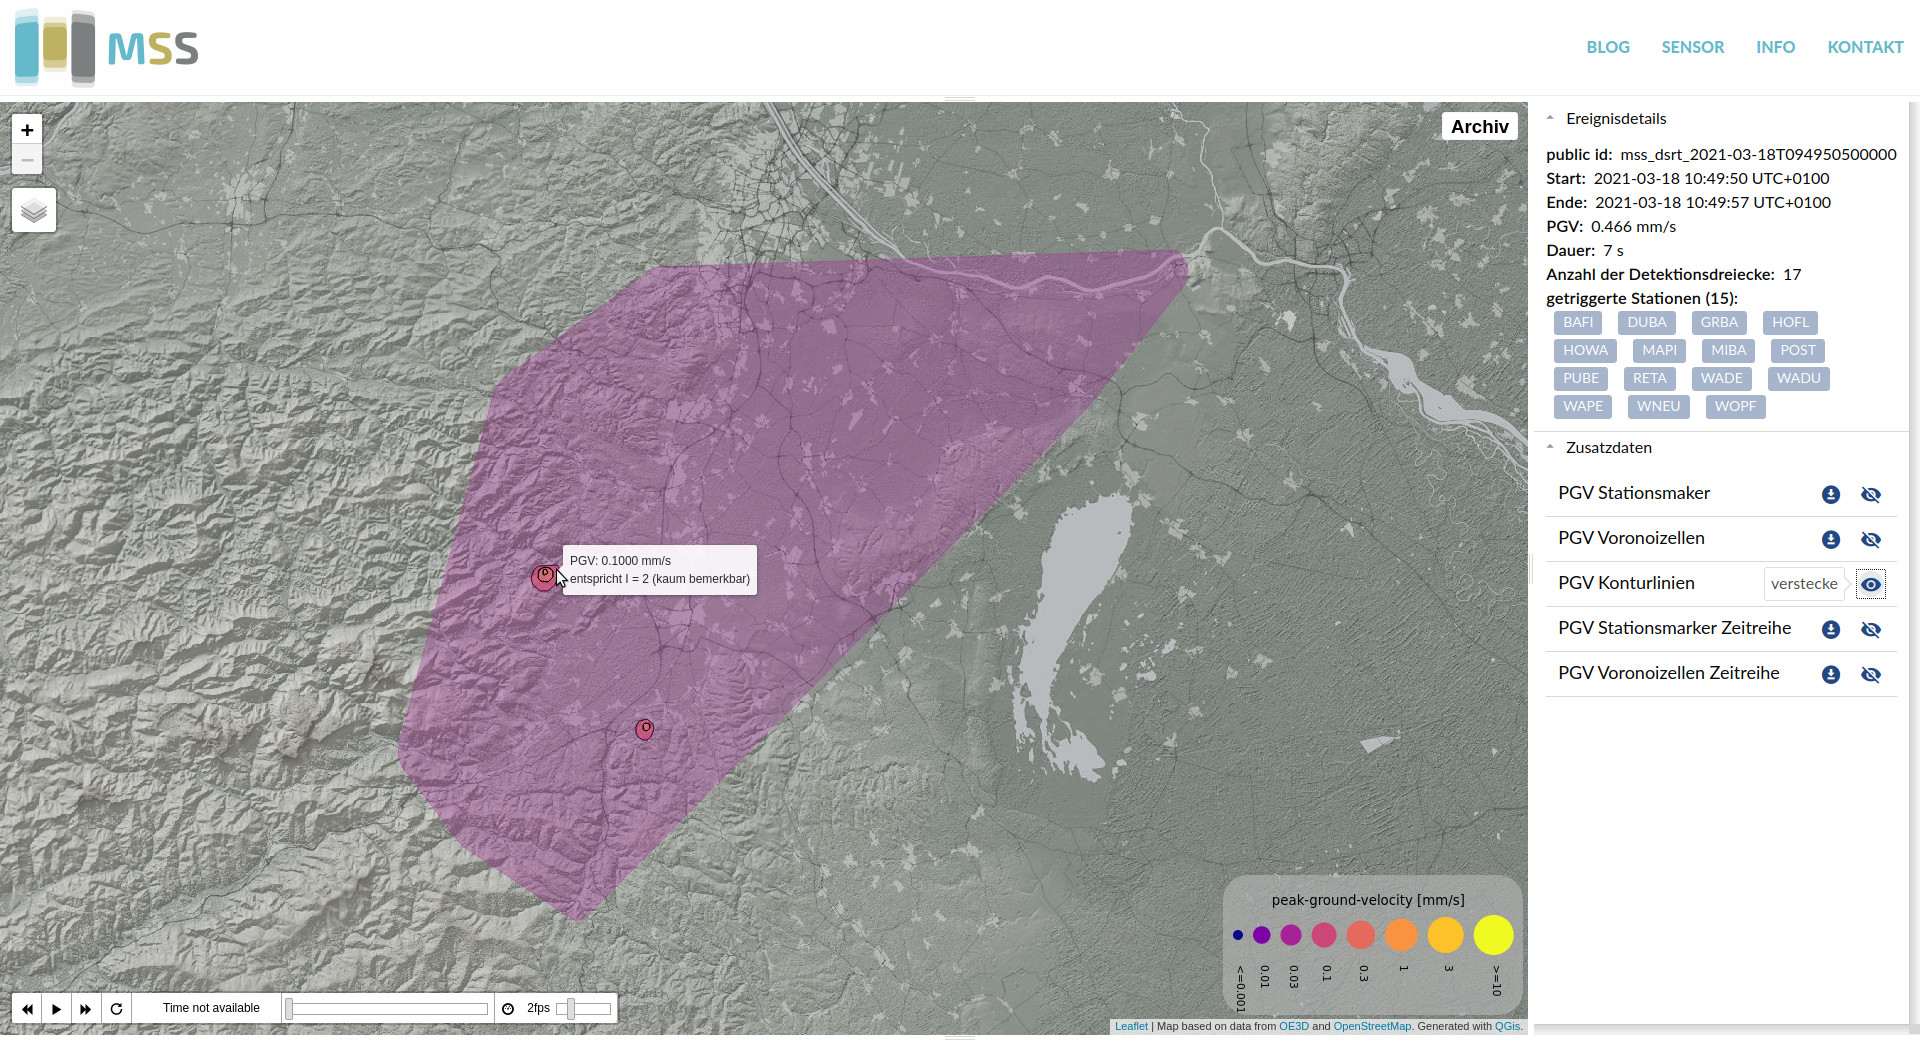 MSS
BLOG SENSOR INFO KONTAKT
+
−
Archiv
PGV: 0.1000 mm/s
entspricht I = 2 (kaum bemerkbar)
peak-ground-velocity [mm/s]
<=0.001 0.01 0.03 0.1 0.3 1 3 >=10
Time not available
2fps
Leaflet | Map based on data from OE3D and OpenStreetMap. Generated with QGis.
Ereignisdetails
public id: mss_dsrt_2021-03-18T094950500000
Start: 2021-03-18 10:49:50 UTC+0100
Ende: 2021-03-18 10:49:57 UTC+0100
PGV: 0.466 mm/s
Dauer: 7 s
Anzahl der Detektionsdreiecke: 17
getriggerte Stationen (15):
BAFI DUBA GRBA HOFL
HOWA MAPI MIBA POST
PUBE RETA WADE WADU
WAPE WNEU WOPF
Zusatzdaten
PGV Stationsmaker
PGV Voronoizellen
PGV Konturlinien verstecke
PGV Stationsmarker Zeitreihe
PGV Voronoizellen Zeitreihe